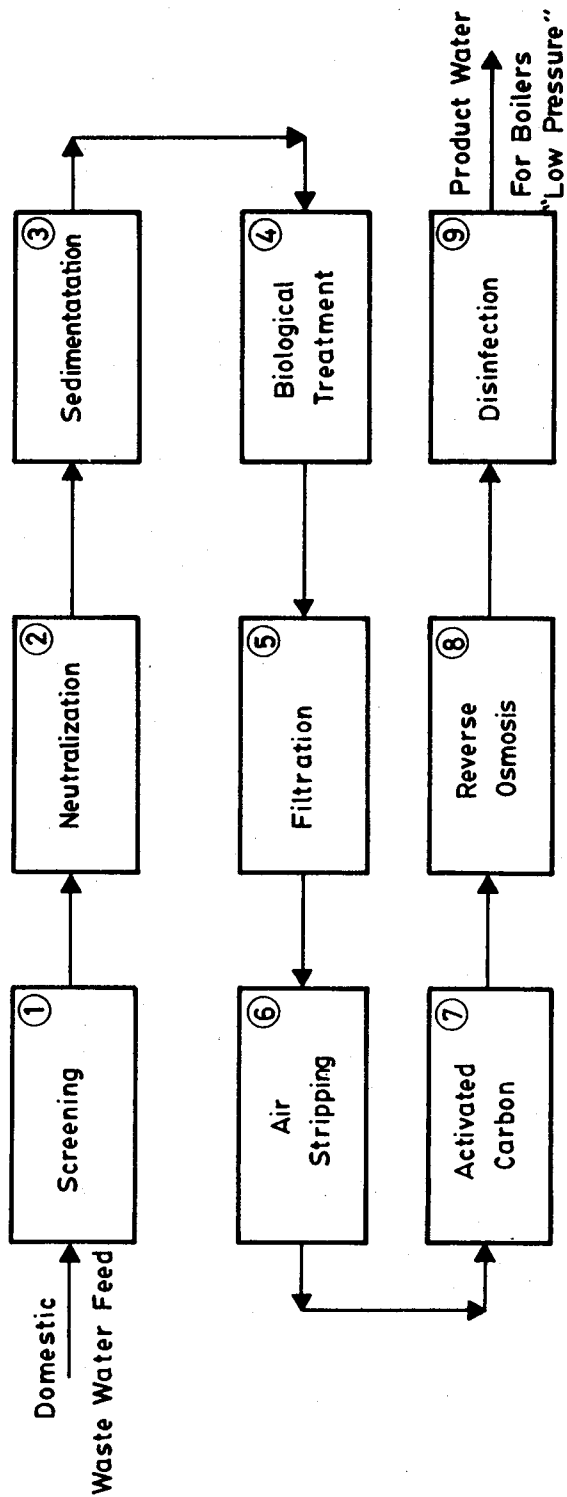 Domestic
Waste Water Feed
1
Screening
2
Neutralization
3
Sedimentatation
4
Biological
Treatment
5
Filtration
6
Air
Stripping
7
Activated
Carbon
8
Reverse
Osmosis
9
Disinfection
Product Water
For Boilers
"Low Pressure"